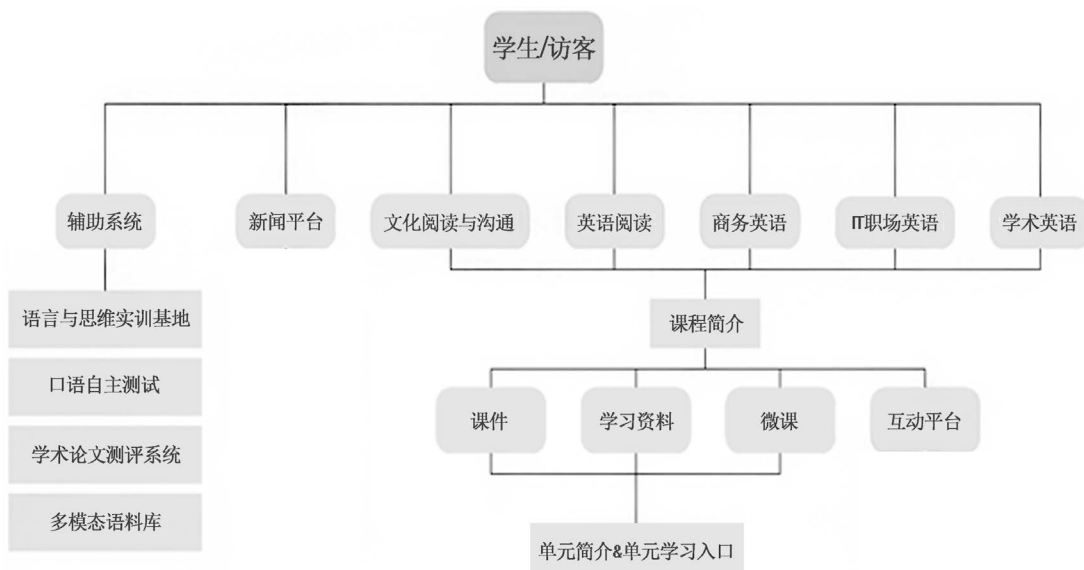 学生/访客
辅助系统
新闻平台
文化阅读与沟通
英语阅读
商务英语
IT职场英语
学术英语
语言与思维实训基地
口语自主测试
学术论文测评系统
多模态语料库
课程简介
课件
学习资料
微课
互动平台
单元简介&单元学习入口